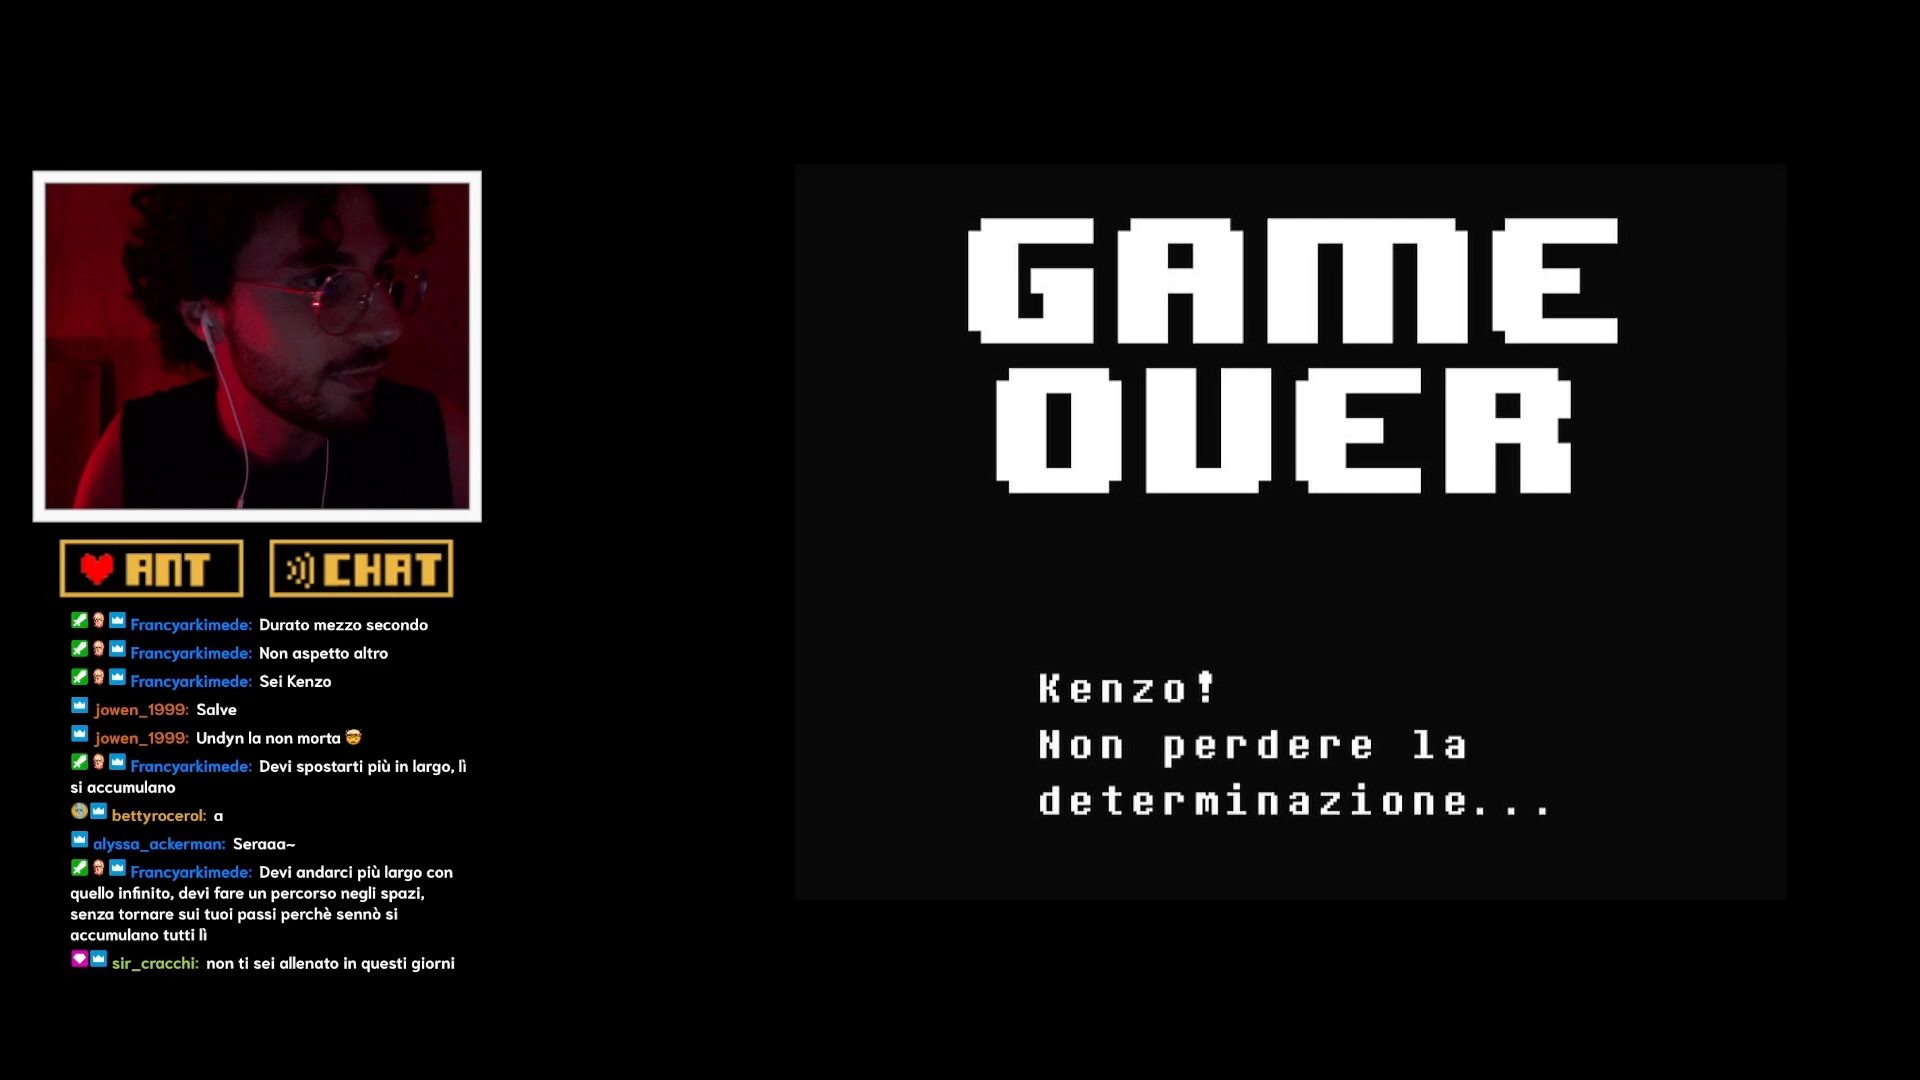 GAME
OVER
Kenzo!
Non perdere la
determinazione...
ANT
CHAT
Francyarkimede: Durato mezzo secondo
Francyarkimede: Non aspetto altro
Francyarkimede: Sei Kenzo
jowen_1999: Salve
jowen_1999: Undyn la non morta 🤯
Francyarkimede: Devi spostarti più in largo, lì
si accumulano
bettyrocerol: a
alyssa_ackerman: Seraaa~
Francyarkimede: Devi andarci più largo con
quello infinito, devi fare un percorso negli spazi,
senza tornare sui tuoi passi perchè sennò si
accumulano tutti lì
sir_cracchi: non ti sei allenato in questi giorni